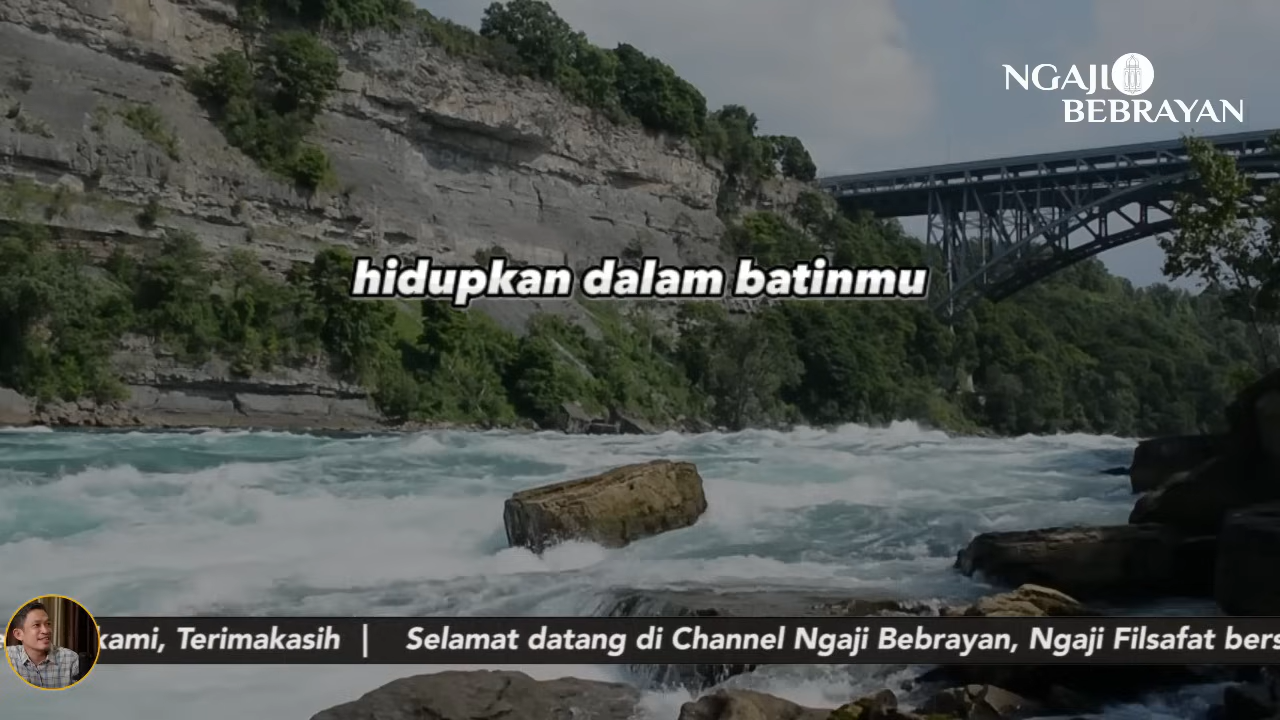 NGAJI
BEBRAYAN
hidupkan dalam batinmu
kami, Terimakasih | Selamat datang di Channel Ngaji Bebrayan, Ngaji Filsafat bers